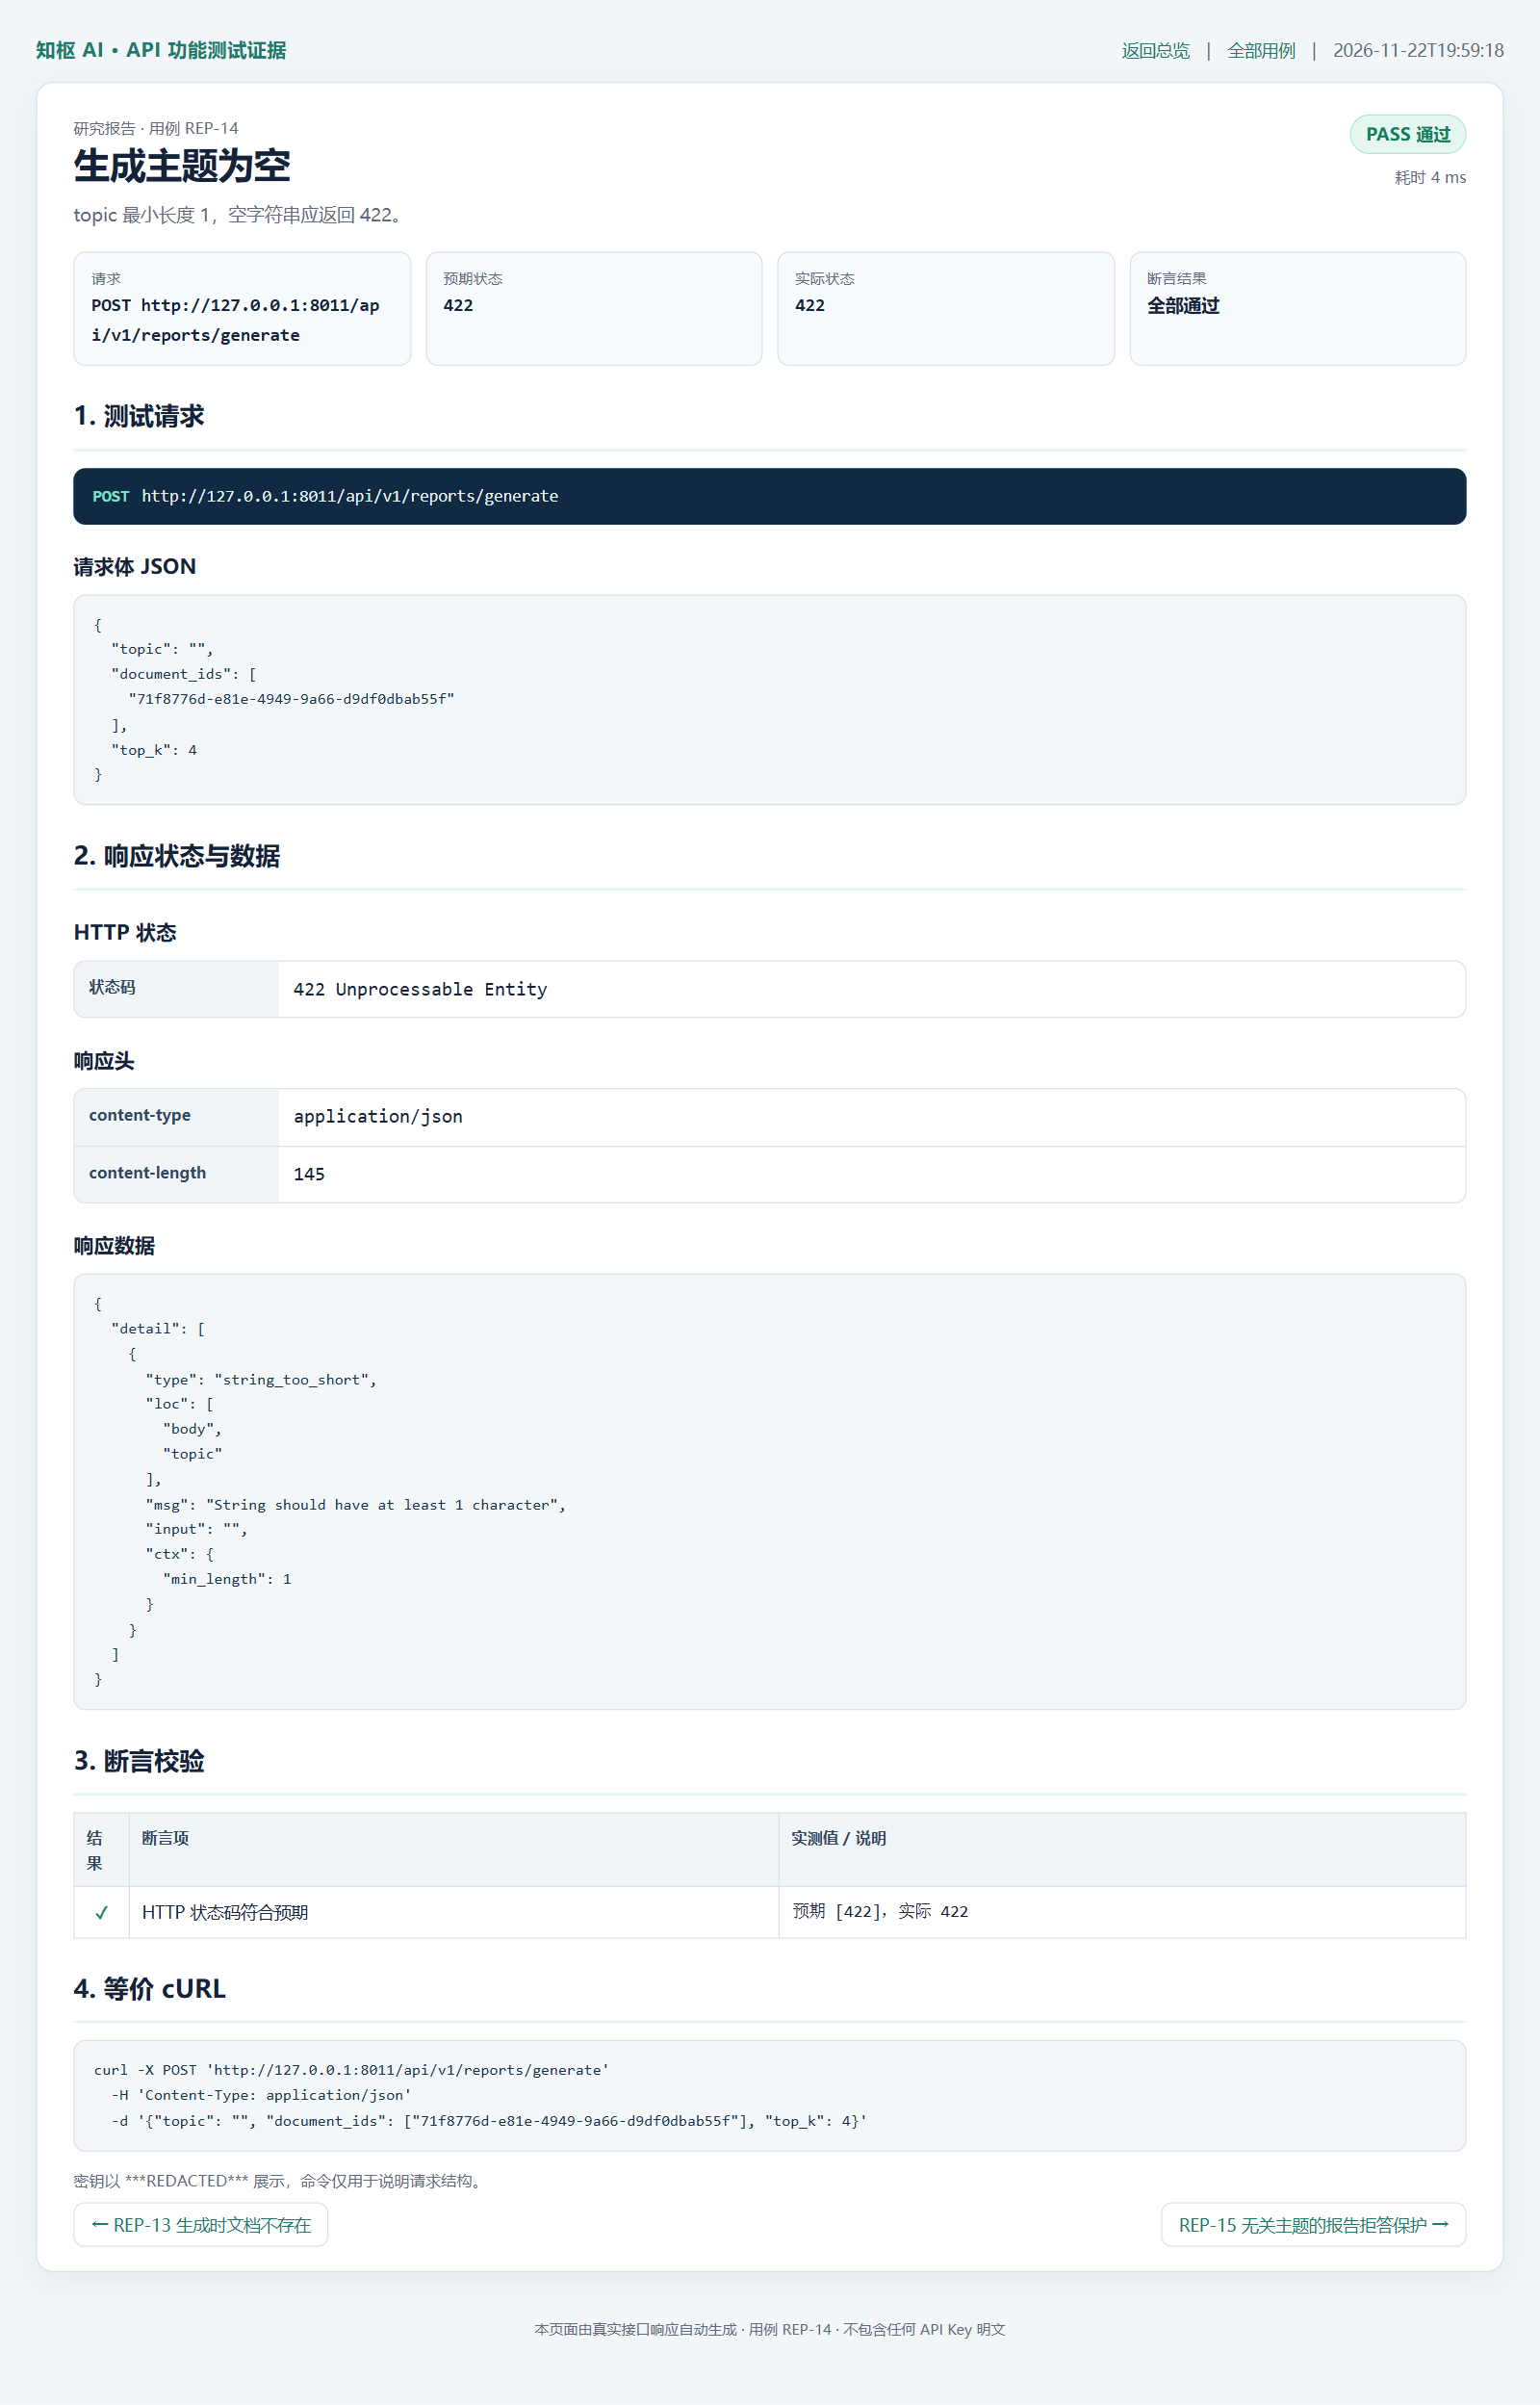 知枢 AI • API 功能测试证据
返回总览 | 全部用例 | 2026-11-22T19:59:18
研究报告 · 用例 REP-14
生成主题为空
topic 最小长度 1，空字符串应返回 422。
PASS 通过
耗时 4 ms
请求
POST http://127.0.0.1:8011/ap
i/v1/reports/generate
预期状态
422
实际状态
422
断言结果
全部通过
1. 测试请求
POST http://127.0.0.1:8011/api/v1/reports/generate
请求体 JSON
{
  "topic": "",
  "document_ids": [
    "71f8776d-e81e-4949-9a66-d9df0dbab55f"
  ],
  "top_k": 4
}
2. 响应状态与数据
HTTP 状态
状态码 422 Unprocessable Entity
响应头
content-type application/json
content-length 145
响应数据
{
  "detail": [
    {
      "type": "string_too_short",
      "loc": [
        "body",
        "topic"
      ],
      "msg": "String should have at least 1 character",
      "input": "",
      "ctx": {
        "min_length": 1
      }
    }
  ]
}
3. 断言校验
结
果
断言项 实测值 / 说明
✓ HTTP 状态码符合预期 预期 [422]，实际 422
4. 等价 cURL
curl -X POST 'http://127.0.0.1:8011/api/v1/reports/generate'
  -H 'Content-Type: application/json'
  -d '{"topic": "", "document_ids": ["71f8776d-e81e-4949-9a66-d9df0dbab55f"], "top_k": 4}'
密钥以 ***REDACTED*** 展示，命令仅用于说明请求结构。
← REP-13 生成时文档不存在
REP-15 无关主题的报告拒答保护 →
本页面由真实接口响应自动生成 · 用例 REP-14 · 不包含任何 API Key 明文